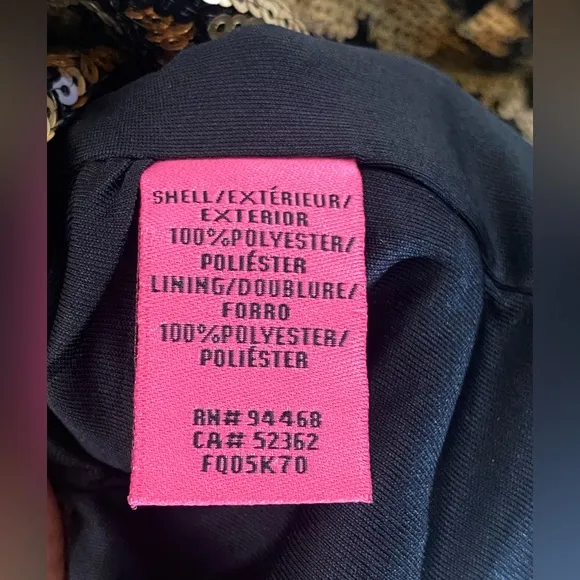 SHELL/EXTÉRIEUR/
EXTERIOR
100%POLYESTER/
POLIÉSTER
LINING/DOUBLURE/
FORRO
100%POLYESTER/
POLIÉSTER
RN# 94468
CA# 52362
FQ05K70